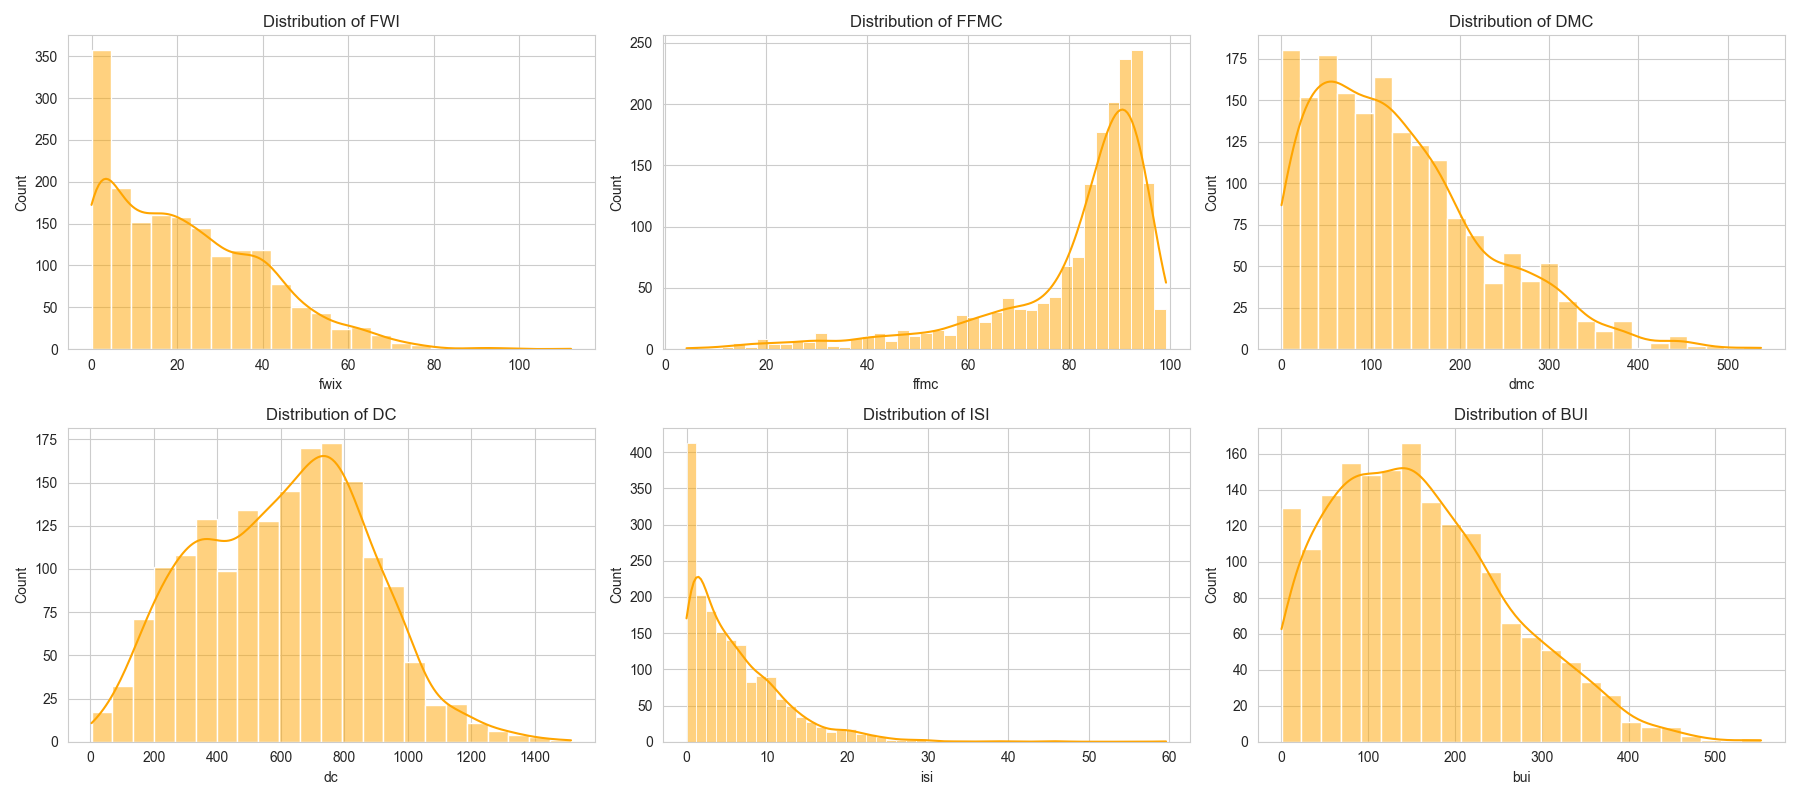 Distribution of FWI
Count
350
300
250
200
150
100
50
0
0 20 40 60 80 100
fwix
Distribution of FFMC
Count
250
200
150
100
50
0
0 20 40 60 80 100
ffmc
Distribution of DMC
Count
175
150
125
100
75
50
25
0
0 100 200 300 400 500
dmc
Distribution of DC
Count
175
150
125
100
75
50
25
0
0 200 400 600 800 1000 1200 1400
dc
Distribution of ISI
Count
400
350
300
250
200
150
100
50
0
0 10 20 30 40 50 60
isi
Distribution of BUI
Count
160
140
120
100
80
60
40
20
0
0 100 200 300 400 500
bui